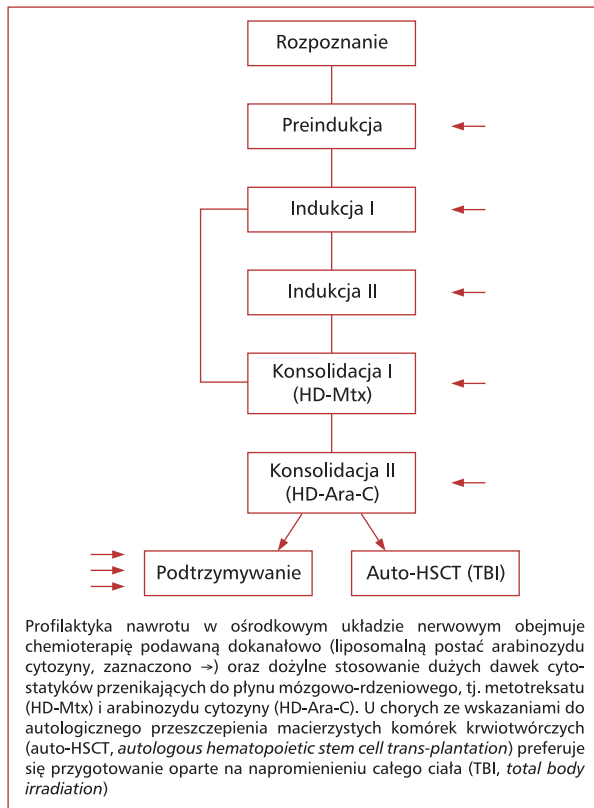 Rozpoznanie
Preindukcja
Indukcja I
Indukcja II
Konsolidacja I
(HD-Mtx)
Konsolidacja II
(HD-Ara-C)
Podtrzymywanie
Auto-HSCT (TBI)
Profilaktyka nawrotu w ośrodkowym układzie nerwowym obejmuje
chemioterapię podawaną dokanałowo (liposomalną postać arabinozydu
cytozyny, zaznaczono →) oraz dożylne stosowanie dużych dawek cyto-
statyków przenikających do płynu mózgowo-rdzeniowego, tj. metotreksatu
(HD-Mtx) i arabinozydu cytozyny (HD-Ara-C). U chorych ze wskazaniami do
autologicznego przeszczepienia macierzystych komórek krwiotwórczych
(auto-HSCT, autologous hematopoietic stem cell trans-plantation) preferuje
się przygotowanie oparte na napromienieniu całego ciała (TBI, total body
irradiation)